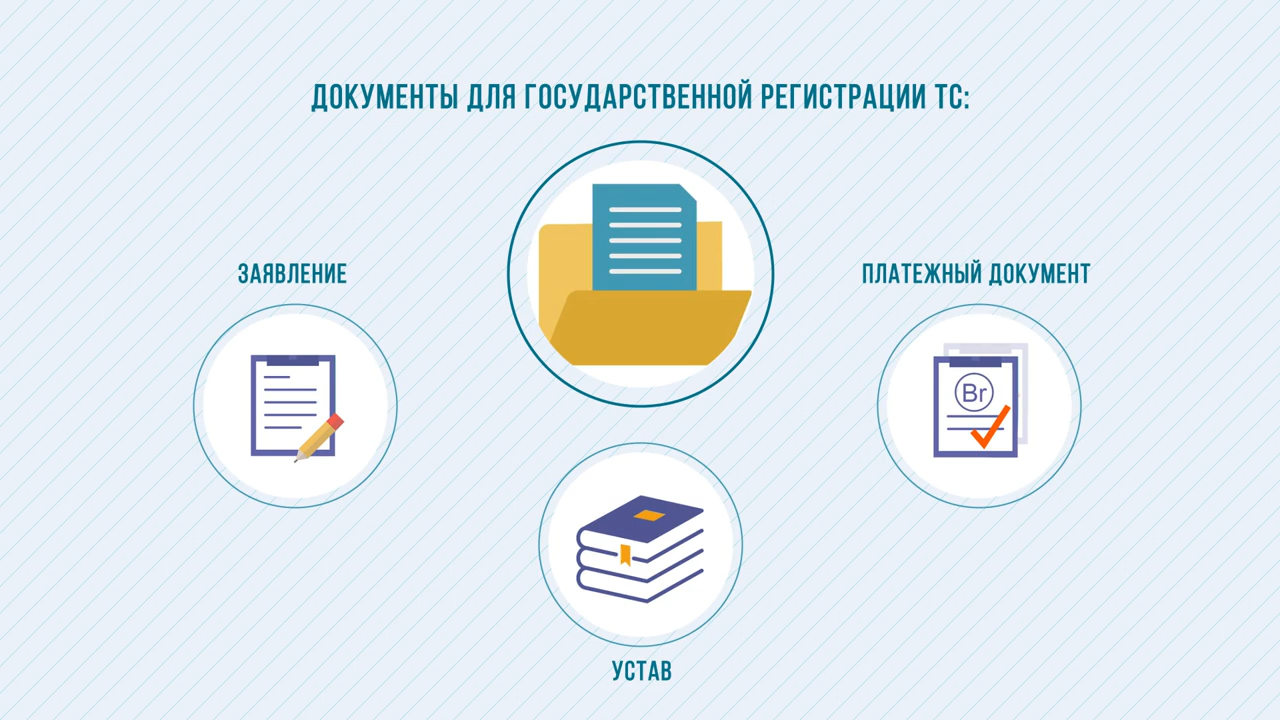 ДОКУМЕНТЫ ДЛЯ ГОСУДАРСТВЕННОЙ РЕГИСТРАЦИИ ТС:
ЗАЯВЛЕНИЕ
ПЛАТЕЖНЫЙ ДОКУМЕНТ
Br
УСТАВ